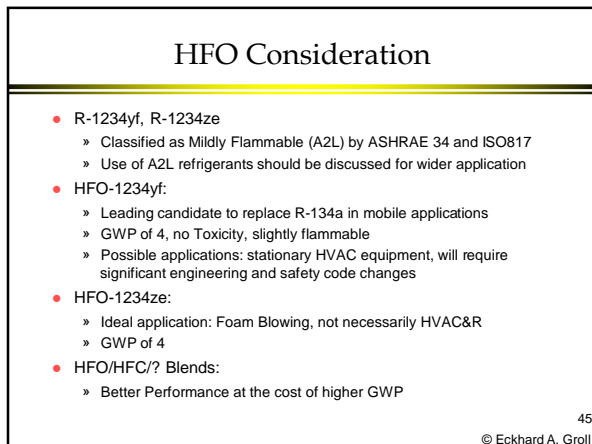 HFO Consideration
R-1234yf, R-1234ze
» Classified as Mildly Flammable (A2L) by ASHRAE 34 and ISO817
» Use of A2L refrigerants should be discussed for wider application
HFO-1234yf:
» Leading candidate to replace R-134a in mobile applications
» GWP of 4, no Toxicity, slightly flammable
» Possible applications: stationary HVAC equipment, will require
significant engineering and safety code changes
HFO-1234ze:
» Ideal application: Foam Blowing, not necessarily HVAC&R
» GWP of 4
HFO/HFC/? Blends:
» Better Performance at the cost of higher GWP
45
© Eckhard A. Groll